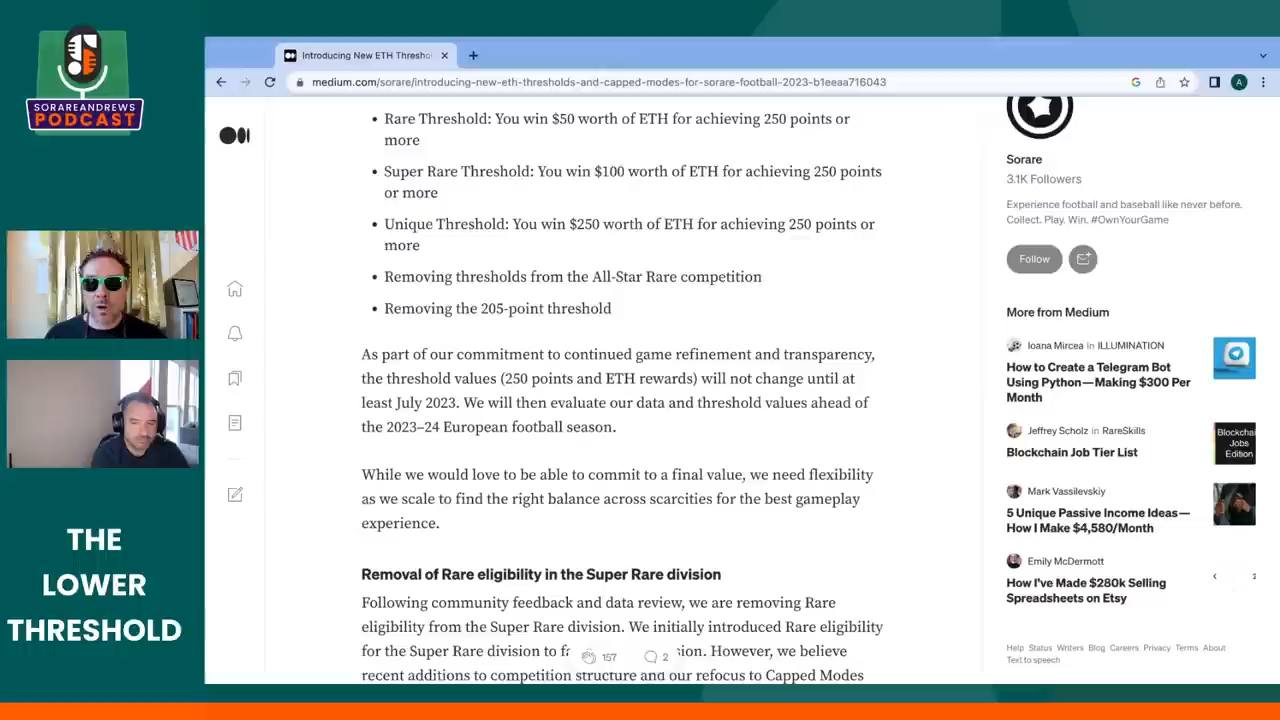 SORAREANDREWS
PODCAST
THE
LOWER
THRESHOLD
Introducing New ETH Thresho
medium.com/sorare/introducing-new-eth-thresholds-and-capped-modes-for-sorare-football-2023-b1eeaa716043
A
• Rare Threshold: You win $50 worth of ETH for achieving 250 points or
more
• Super Rare Threshold: You win $100 worth of ETH for achieving 250 points
or more
• Unique Threshold: You win $250 worth of ETH for achieving 250 points or
more
• Removing thresholds from the All-Star Rare competition
• Removing the 205-point threshold
As part of our commitment to continued game refinement and transparency,
the threshold values (250 points and ETH rewards) will not change until at
least July 2023. We will then evaluate our data and threshold values ahead of
the 2023–24 European football season.
While we would love to be able to commit to a final value, we need flexibility
as we scale to find the right balance across scarcities for the best gameplay
experience.
Removal of Rare eligibility in the Super Rare division
Following community feedback and data review, we are removing Rare
eligibility from the Super Rare division. We initially introduced Rare eligibility
for the Super Rare division to fa sion. However, we believe
157 2
recent additions to competition structure and our refocus to Capped Modes
Sorare
3.1K Followers
Experience football and baseball like never before.
Collect. Play. Win. #OwnYourGame
Follow
More from Medium
Ioana Mircea in ILLUMINATION
How to Create a Telegram Bot
Using Python—Making $300 Per
Month
Jeffrey Scholz in RareSkills
Blockchain Job Tier List
Blockchai
Jobs
Edition
Mark Vassilevskiy
5 Unique Passive Income Ideas—
How I Make $4,580/Month
Emily McDermott
How I've Made $280k Selling
Spreadsheets on Etsy
Help Status Writers Blog Careers Privacy Terms About
Text to speech